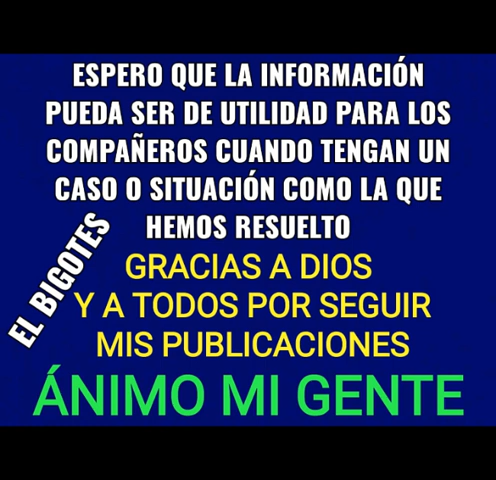 ESPERO QUE LA INFORMACIÓN
PUEDA SER DE UTILIDAD PARA LOS
COMPAÑEROS CUANDO TENGAN UN
CASO O SITUACIÓN COMO LA QUE
HEMOS RESUELTO
EL BIGOTES
GRACIAS A DIOS
Y A TODOS POR SEGUIR
MIS PUBLICACIONES
ÁNIMO MI GENTE